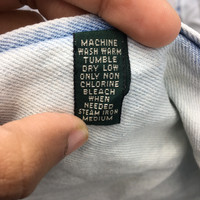 MACHINE
WASH WARM
TUMBLE
DRY LOW
ONLY NON
CHLORINE
BLEACH
WHEN
NEEDED
STEAM IRON
MEDIUM